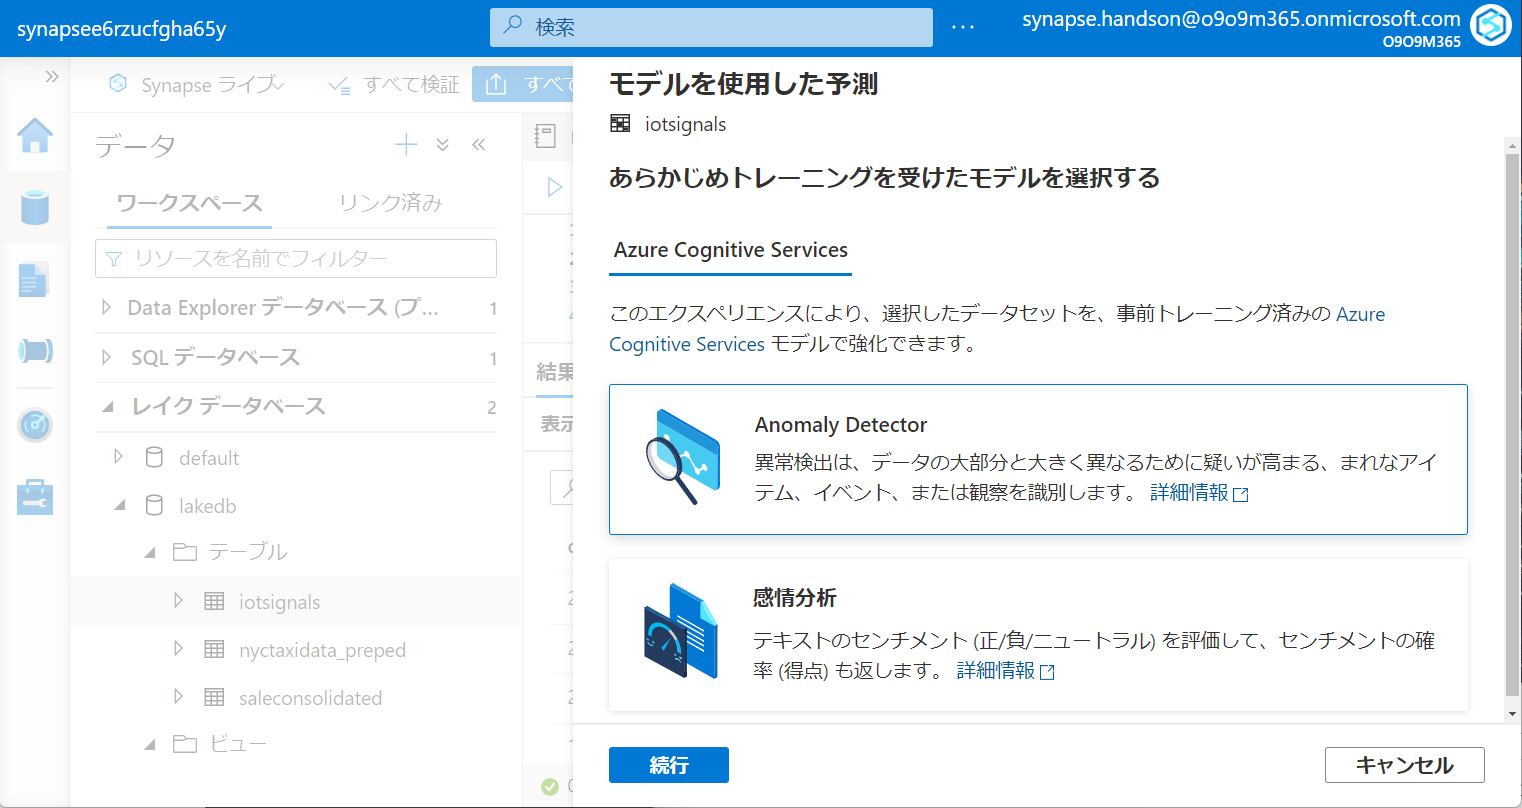 synapsee6rzucfgha65y
検索
synapse.handson@o9o9m365.onmicrosoft.com
O9O9M365
Synapse ライブ
すべて検証
すべて
データ
ワークスペース
リンク済み
リソースを名前でフィルター
Data Explorer データベース (プ... 1
SQL データベース 1
レイク データベース 2
default
lakedb
テーブル
iotsignals
nyctaxidata_preped
saleconsolidated
ビュー
結果
表示
モデルを使用した予測
iotsignals
あらかじめトレーニングを受けたモデルを選択する
Azure Cognitive Services
このエクスペリエンスにより、選択したデータセットを、事前トレーニング済みの Azure
Cognitive Services モデルで強化できます。
Anomaly Detector
異常検出は、データの大部分と大きく異なるために疑いが高まる、まれなアイ
テム、イベント、または観察を識別します。 詳細情報
感情分析
テキストのセンチメント (正/負/ニュートラル) を評価して、センチメントの確
率 (得点) も返します。 詳細情報
続行
キャンセル